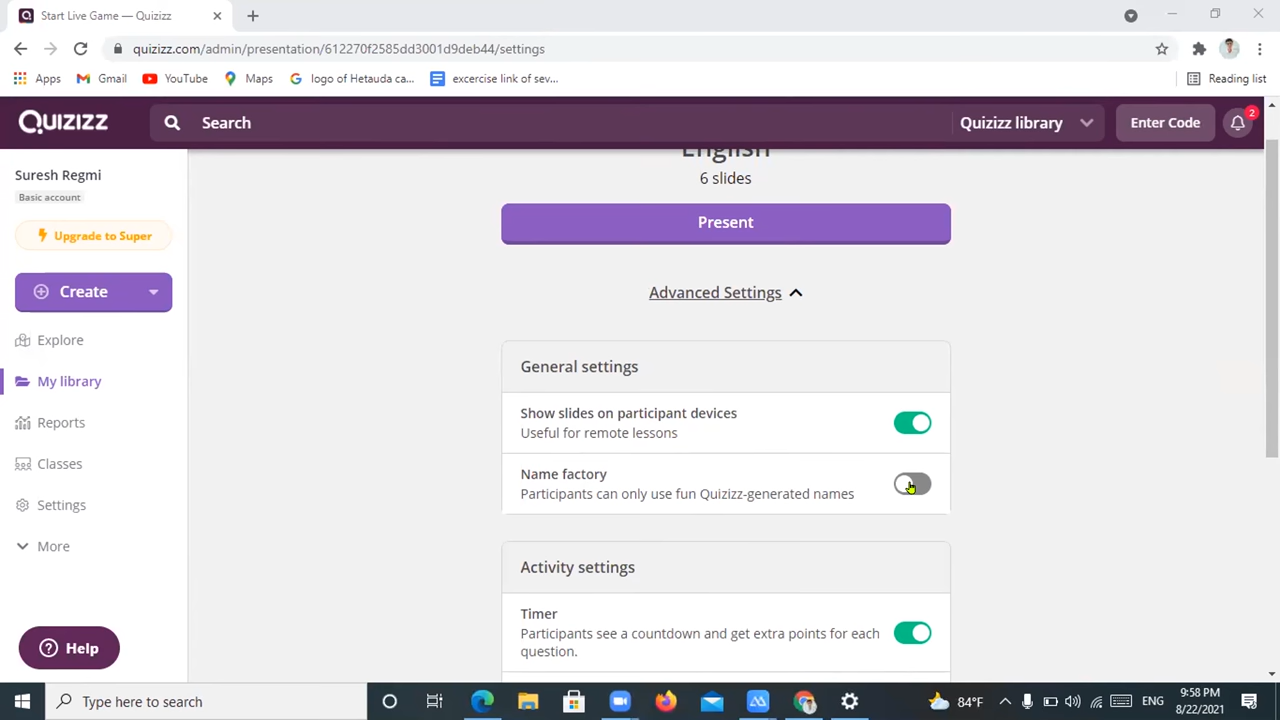 Start Live Game — Quizizz
quizizz.com/admin/presentation/612270f2585dd3001d9deb44/settings
Apps Gmail YouTube Maps logo of Hetauda ca... excercise link of sev... Reading list
QUIZIZZ Search Quizizz library Enter Code 2
English
Suresh Regmi
6 slides
Basic account
Present
Upgrade to Super
Create
Advanced Settings
Explore
General settings
My library
Show slides on participant devices
Useful for remote lessons
Reports
Classes
Name factory
Participants can only use fun Quizizz-generated names
Settings
More
Activity settings
Timer
Participants see a countdown and get extra points for each
question.
Help
Type here to search
84°F
ENG
9:58 PM
8/22/2021